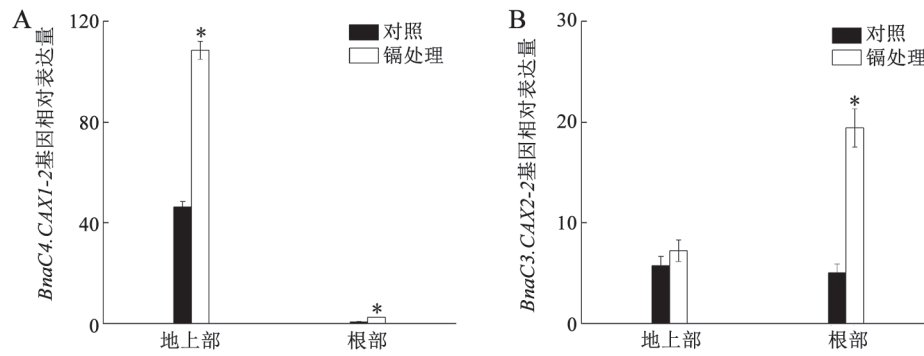 A
BnaC4.CAX1-2基因相对表达量
120
80
40
0
对照
镉处理
*
*
地上部
根部
B
BnaC3.CAX2-2基因相对表达量
30
20
10
0
对照
镉处理
*
地上部
根部